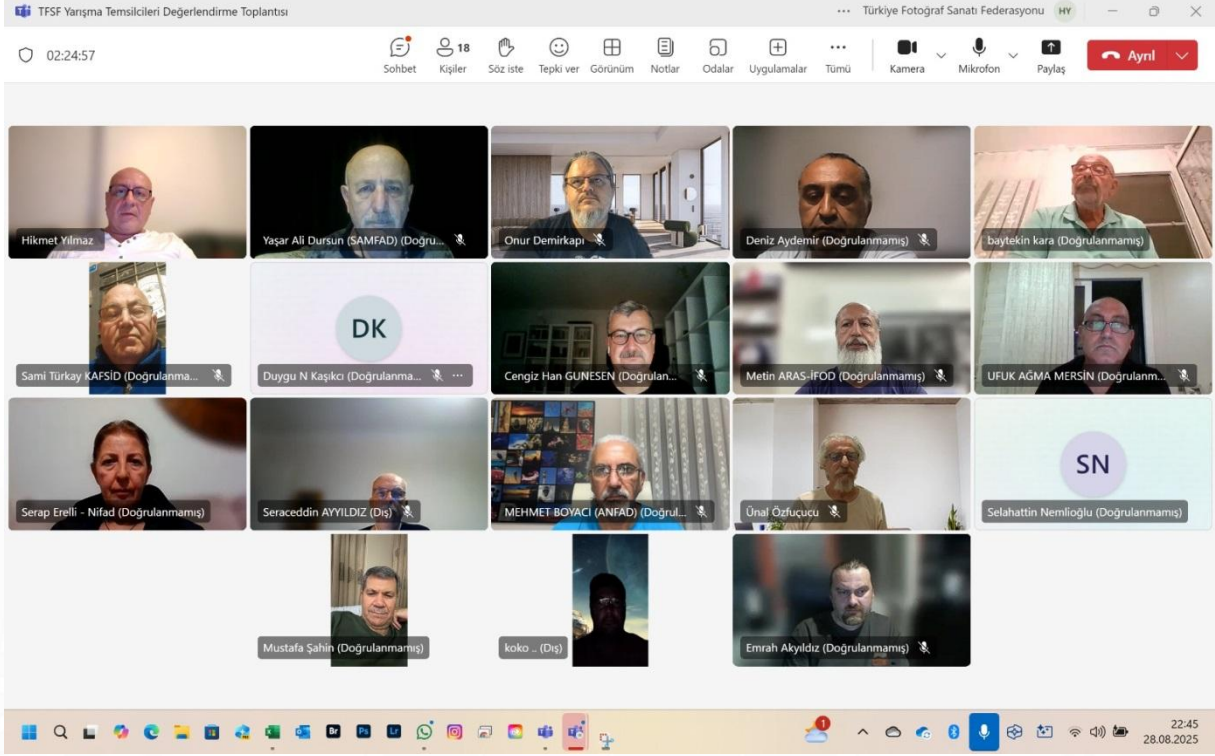 TFSF Yarışma Temsilcileri Değerlendirme Toplantısı
Türkiye Fotoğraf Sanatı Federasyonu HY
02:24:57
18
Sohbet Kişiler Söz iste Tepki ver Görünüm Notlar Odalar Uygulamalar Tümü Kamera Mikrofon Paylaş Ayrıl
Hikmet Yılmaz
Yaşar Ali Dursun (SAMFAD) (Doğru...
Onur Demirkapı
Deniz Aydemir (Doğrulanmamış)
baytekin kara (Doğrulanmamış)
DK
Sami Türkay KAFSİD (Doğrulanma...
Duygu N Kaşıkcı (Doğrulanma...
Cengiz Han GUNESEN (Doğrulan...
Metin ARAS-İFOD (Doğrulanmamış)
UFUK AĞMA MERSİN (Doğrulanm...
SN
Serap Erelli - Nifad (Doğrulanmamış)
Seraceddin AYYILDIZ (Dış)
MEHMET BOYACI (ANFAD) (Doğrul...
Ünal Özfuçucu
Selahattin Nemlioğlu (Doğrulanmamış)
Mustafa Şahin (Doğrulanmamış)
koko .. (Dış)
Emrah Akyıldız (Doğrulanmamış)
Br Ps Lr
1
22:45
28.08.2025